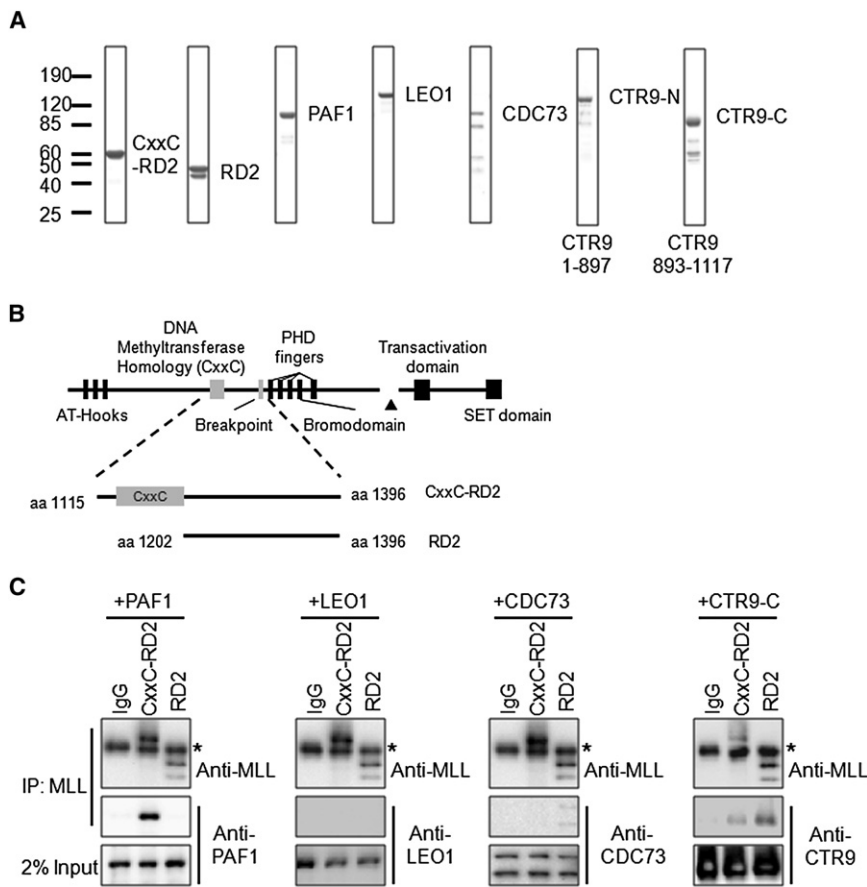 A
190
120
85
60
50
40
25
CxxC
-RD2
RD2
PAF1
LEO1
CDC73
CTR9-N
CTR9-C
CTR9
1-897
CTR9
893-1117
B
DNA
Methyltransferase
Homology (CxxC)
PHD
fingers
Transactivation
domain
AT-Hooks
Breakpoint
Bromodomain
SET domain
CxxC
aa 1115
aa 1396
CxxC-RD2
aa 1202
aa 1396
RD2
C
+PAF1
+LEO1
+CDC73
+CTR9-C
IgG
CxxC-RD2
RD2
IgG
CxxC-RD2
RD2
IgG
CxxC-RD2
RD2
IgG
CxxC-RD2
RD2
IP: MLL
*
Anti-MLL
*
Anti-MLL
*
Anti-MLL
*
Anti-MLL
2% Input
Anti-
PAF1
Anti-
LEO1
Anti-
CDC73
Anti-
CTR9